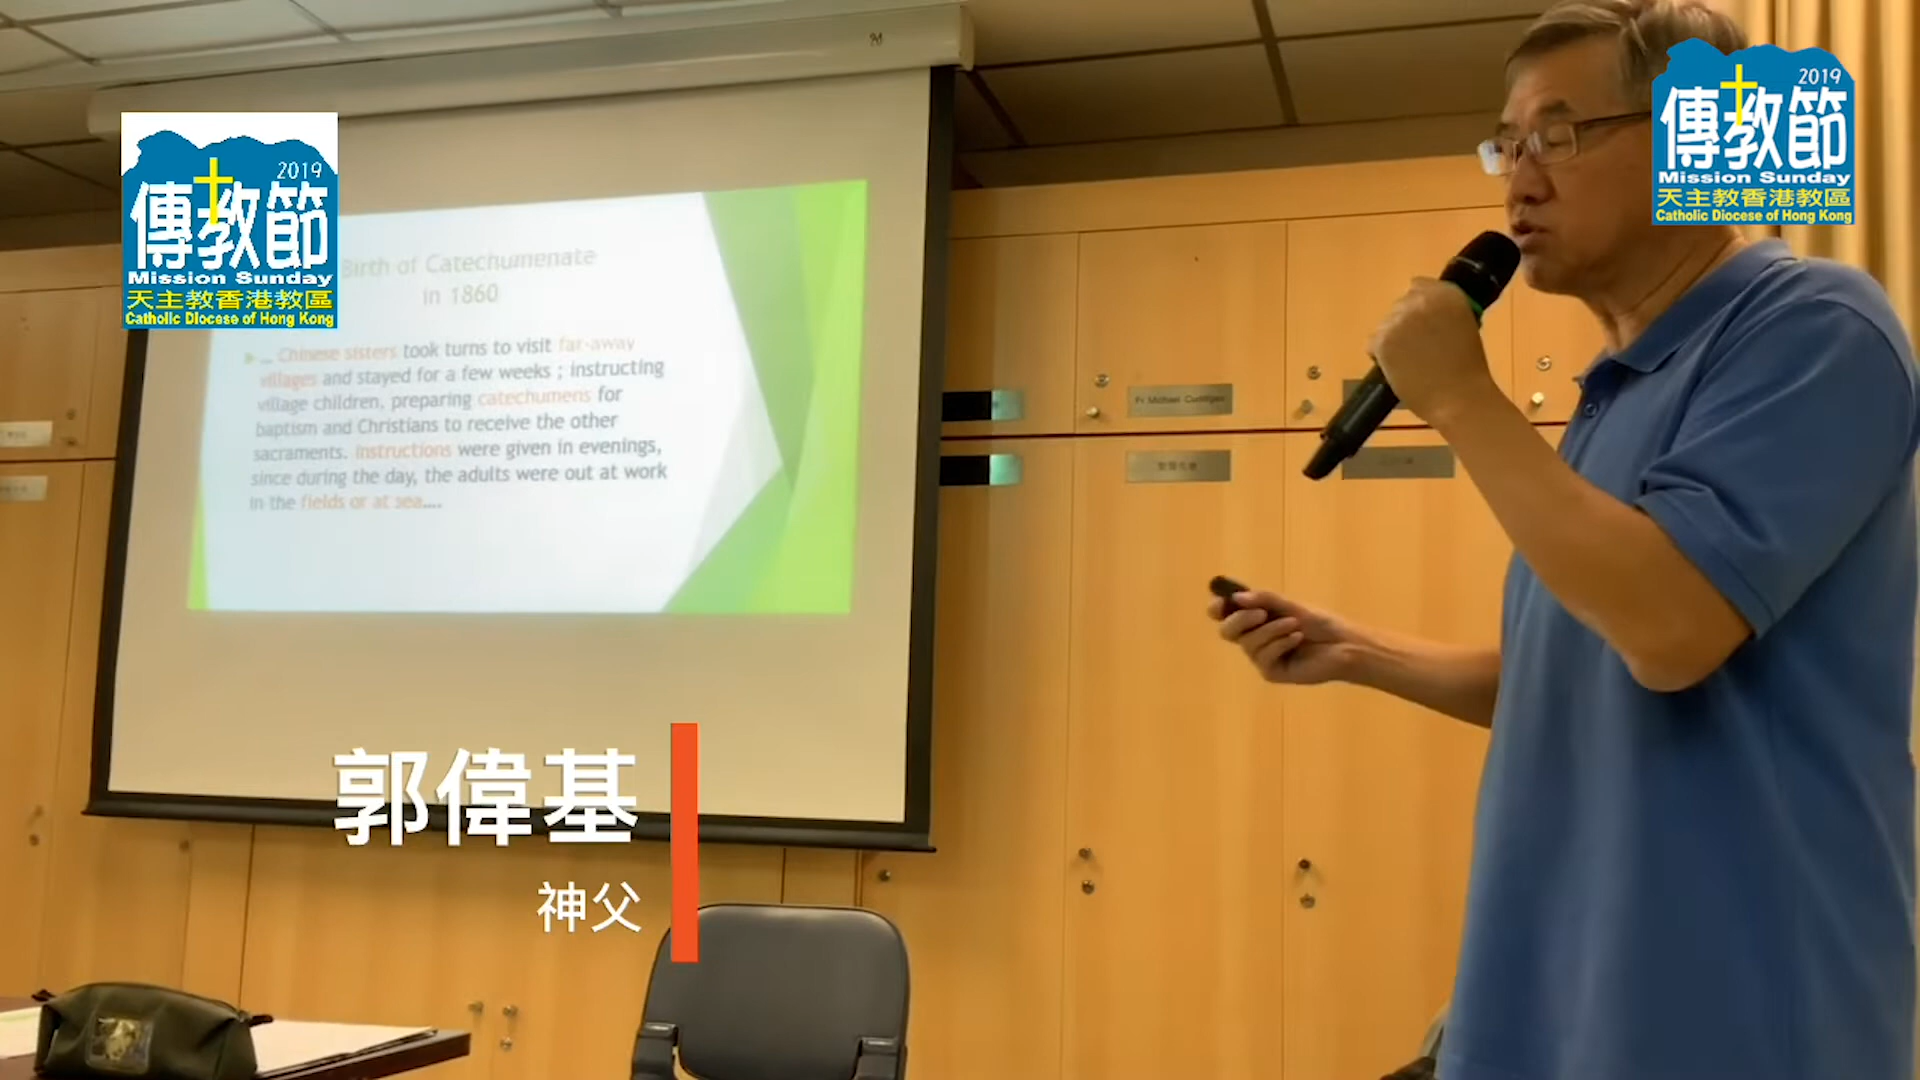 2019
傳教節
Mission Sunday
天主教香港教區
Catholic Diocese of Hong Kong
Birth of Catechumenate
in 1860
... Chinese sisters took turns to visit far-away
villages and stayed for a few weeks ; instructing
village children, preparing catechumens for
baptism and Christians to receive the other
sacraments. Instructions were given in evenings,
since during the day, the adults were out at work
in the fields or at sea....
2019
傳教節
Mission Sunday
天主教香港教區
Catholic Diocese of Hong Kong
郭偉基
神父